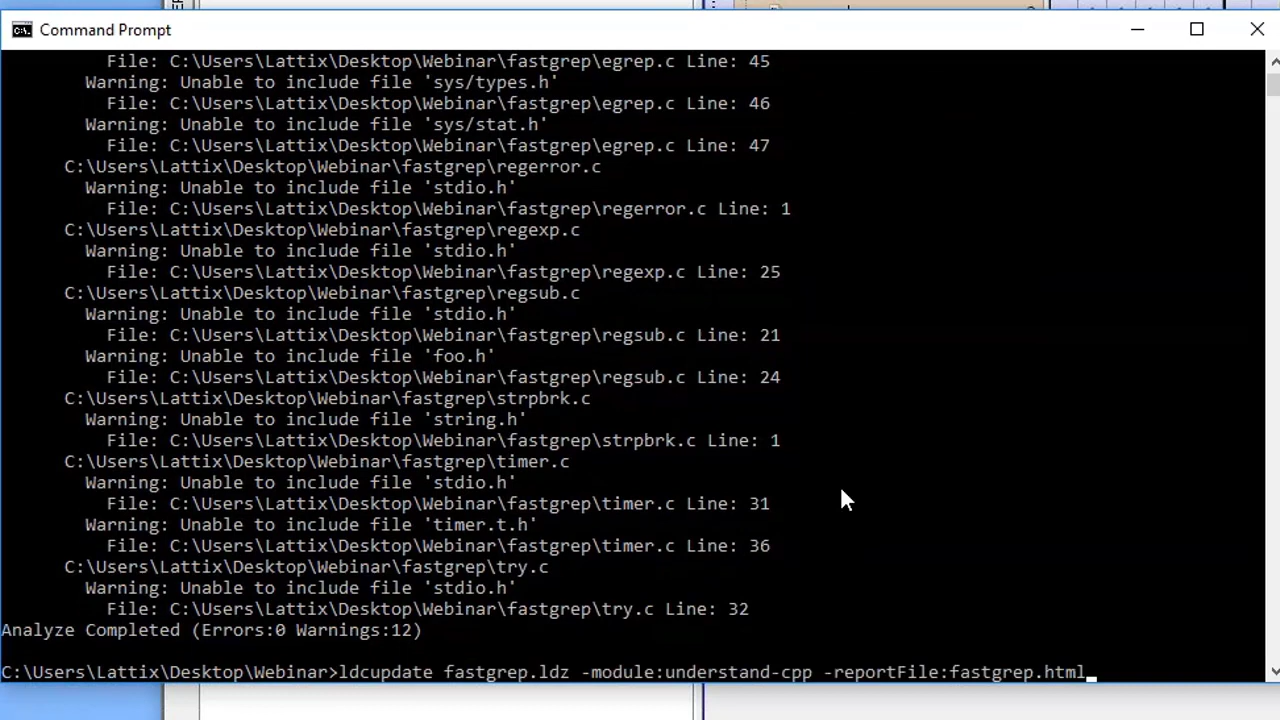 Command Prompt
File: C:\Users\Lattix\Desktop\Webinar\fastgrep\egrep.c Line: 45
Warning: Unable to include file 'sys/types.h'
File: C:\Users\Lattix\Desktop\Webinar\fastgrep\egrep.c Line: 46
Warning: Unable to include file 'sys/stat.h'
File: C:\Users\Lattix\Desktop\Webinar\fastgrep\egrep.c Line: 47
C:\Users\Lattix\Desktop\Webinar\fastgrep\regerror.c
Warning: Unable to include file 'stdio.h'
File: C:\Users\Lattix\Desktop\Webinar\fastgrep\regerror.c Line: 1
C:\Users\Lattix\Desktop\Webinar\fastgrep\regexp.c
Warning: Unable to include file 'stdio.h'
File: C:\Users\Lattix\Desktop\Webinar\fastgrep\regexp.c Line: 25
C:\Users\Lattix\Desktop\Webinar\fastgrep\regsub.c
Warning: Unable to include file 'stdio.h'
File: C:\Users\Lattix\Desktop\Webinar\fastgrep\regsub.c Line: 21
Warning: Unable to include file 'foo.h'
File: C:\Users\Lattix\Desktop\Webinar\fastgrep\regsub.c Line: 24
C:\Users\Lattix\Desktop\Webinar\fastgrep\strpbrk.c
Warning: Unable to include file 'string.h'
File: C:\Users\Lattix\Desktop\Webinar\fastgrep\strpbrk.c Line: 1
C:\Users\Lattix\Desktop\Webinar\fastgrep\timer.c
Warning: Unable to include file 'stdio.h'
File: C:\Users\Lattix\Desktop\Webinar\fastgrep\timer.c Line: 31
Warning: Unable to include file 'timer.t.h'
File: C:\Users\Lattix\Desktop\Webinar\fastgrep\timer.c Line: 36
C:\Users\Lattix\Desktop\Webinar\fastgrep\try.c
Warning: Unable to include file 'stdio.h'
File: C:\Users\Lattix\Desktop\Webinar\fastgrep\try.c Line: 32
Analyze Completed (Errors:0 Warnings:12)
C:\Users\Lattix\Desktop\Webinar>ldcupdate fastgrep.ldz -module:understand-cpp -reportFile:fastgrep.html